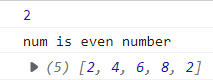 2
num is even number
▶ (5) [2, 4, 6, 8, 2]